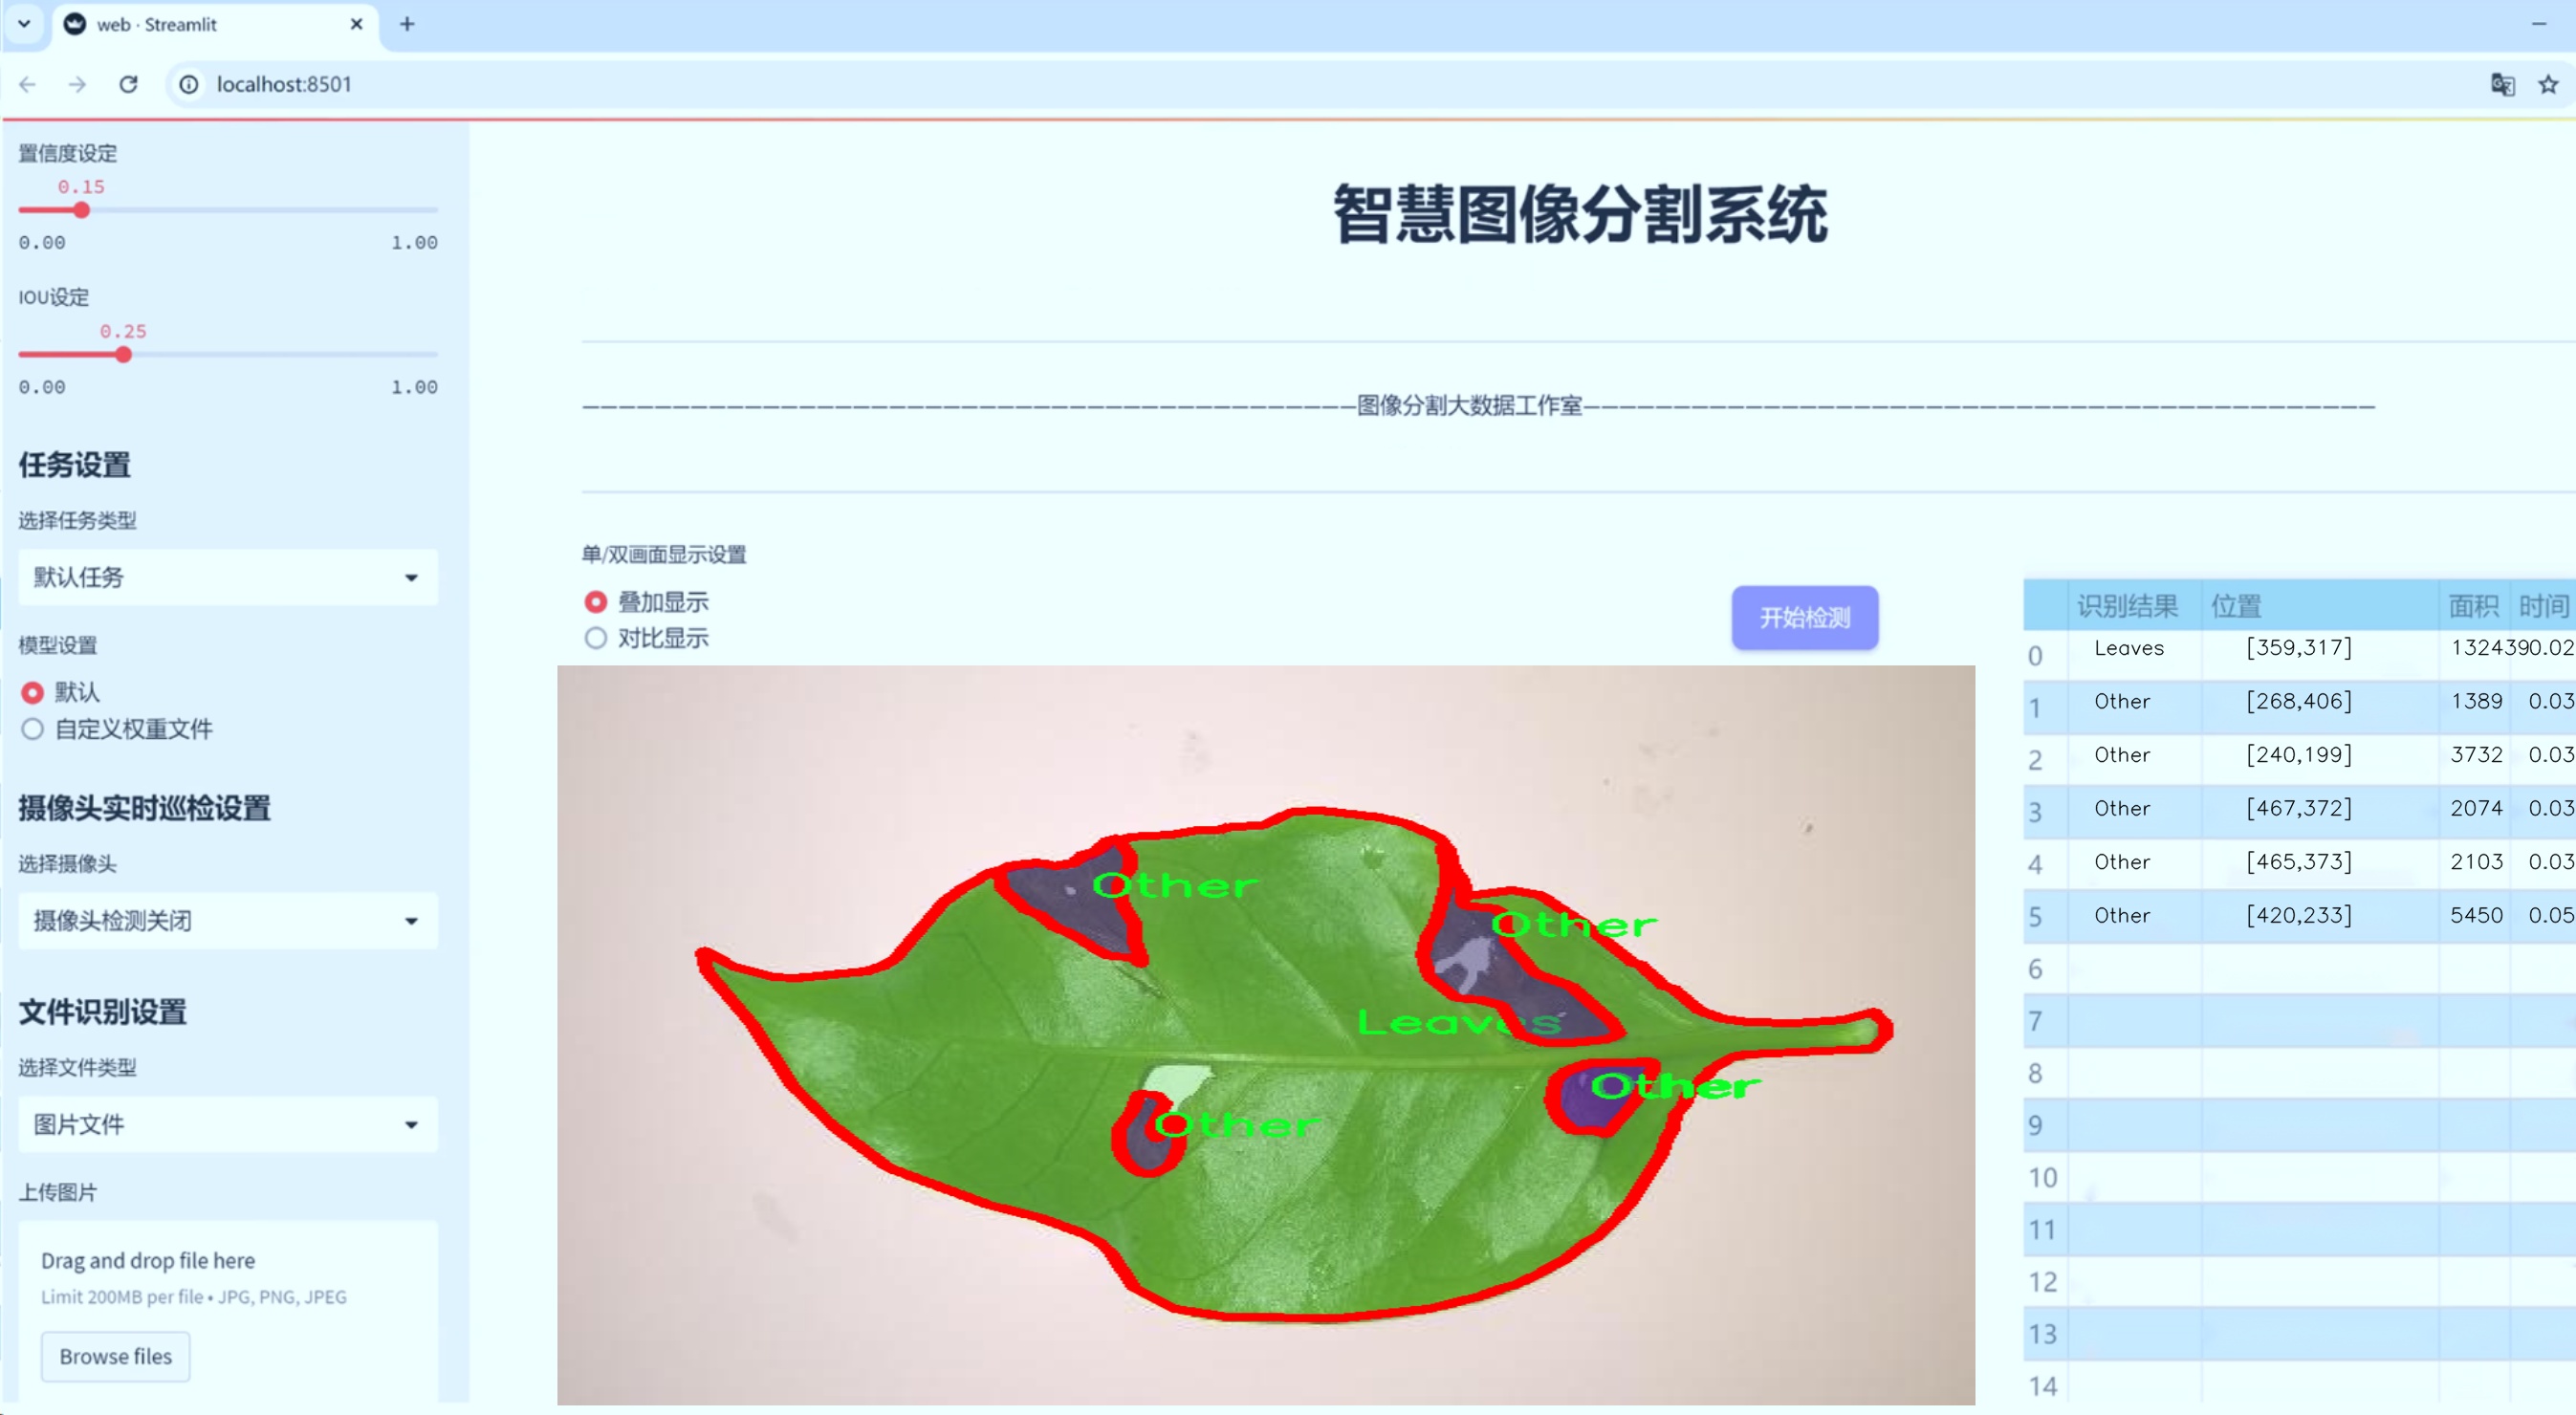 web · Streamlit
localhost:8501
置信度设定
0.15
0.00 1.00
IOU设定
0.25
0.00 1.00
任务设置
选择任务类型
默认任务
模型设置
默认
自定义权重文件
摄像头实时巡检设置
选择摄像头
摄像头检测关闭
文件识别设置
选择文件类型
图片文件
上传图片
Drag and drop file here
Limit 200MB per file • JPG, PNG, JPEG
Browse files
智慧图像分割系统
———————————————————————————————————————————图像分割大数据工作室————————————————————————————————————————————
单/双画面显示设置
叠加显示
对比显示
开始检测
Other
Other
Leaves
Other
Other
识别结果 位置 面积 时间
0 Leaves [359,317] 132439 0.02
1 Other [268,406] 1389 0.03
2 Other [240,199] 3732 0.03
3 Other [467,372] 2074 0.03
4 Other [465,373] 2103 0.03
5 Other [420,233] 5450 0.05
6
7
8
9
10
11
12
13
14